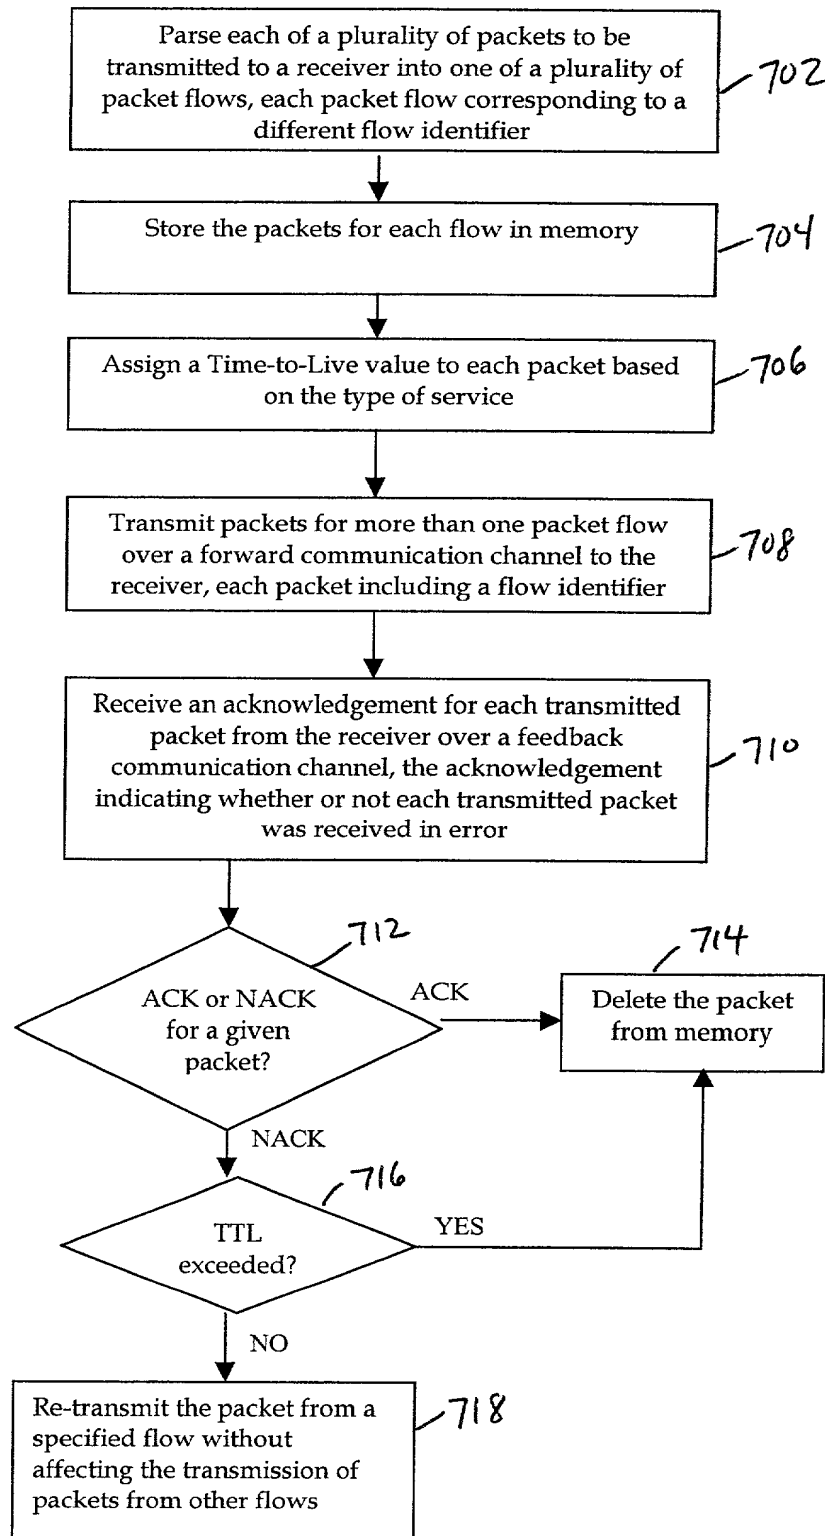 Parse each of a plurality of packets to be
transmitted to a receiver into one of a plurality of
packet flows, each packet flow corresponding to a
different flow identifier
702
Store the packets for each flow in memory
704
Assign a Time-to-Live value to each packet based
on the type of service
706
Transmit packets for more than one packet flow
over a forward communication channel to the
receiver, each packet including a flow identifier
708
Receive an acknowledgement for each transmitted
packet from the receiver over a feedback
communication channel, the acknowledgement
indicating whether or not each transmitted packet
was received in error
710
712
ACK or NACK
for a given
packet?
ACK
714
Delete the packet
from memory
NACK
716
TTL
exceeded?
YES
NO
Re-transmit the packet from a
specified flow without
affecting the transmission of
packets from other flows
718